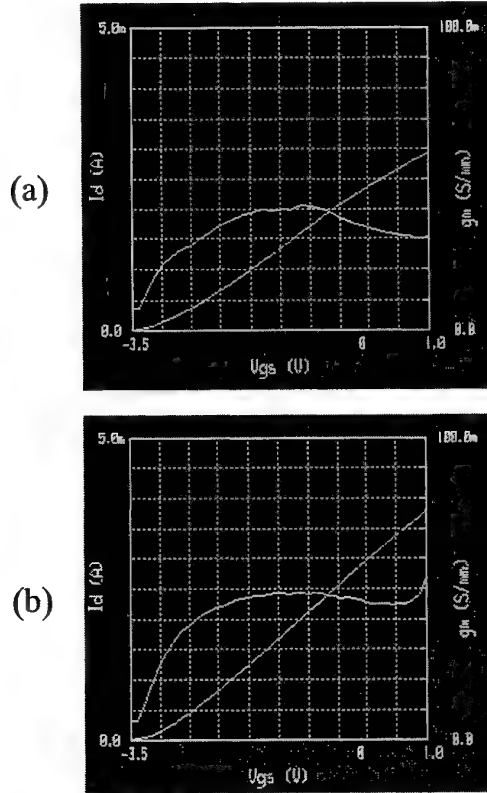 (a)
5.0m 100.0m
Id (A)
gm (S/mm)
0.0 0.0
-3.5 0 1.0
Vgs (V)
(b)
5.0m 100.0m
Id (A)
gm (S/mm)
0.0 0.0
-3.5 0 1.0
Vgs (V)